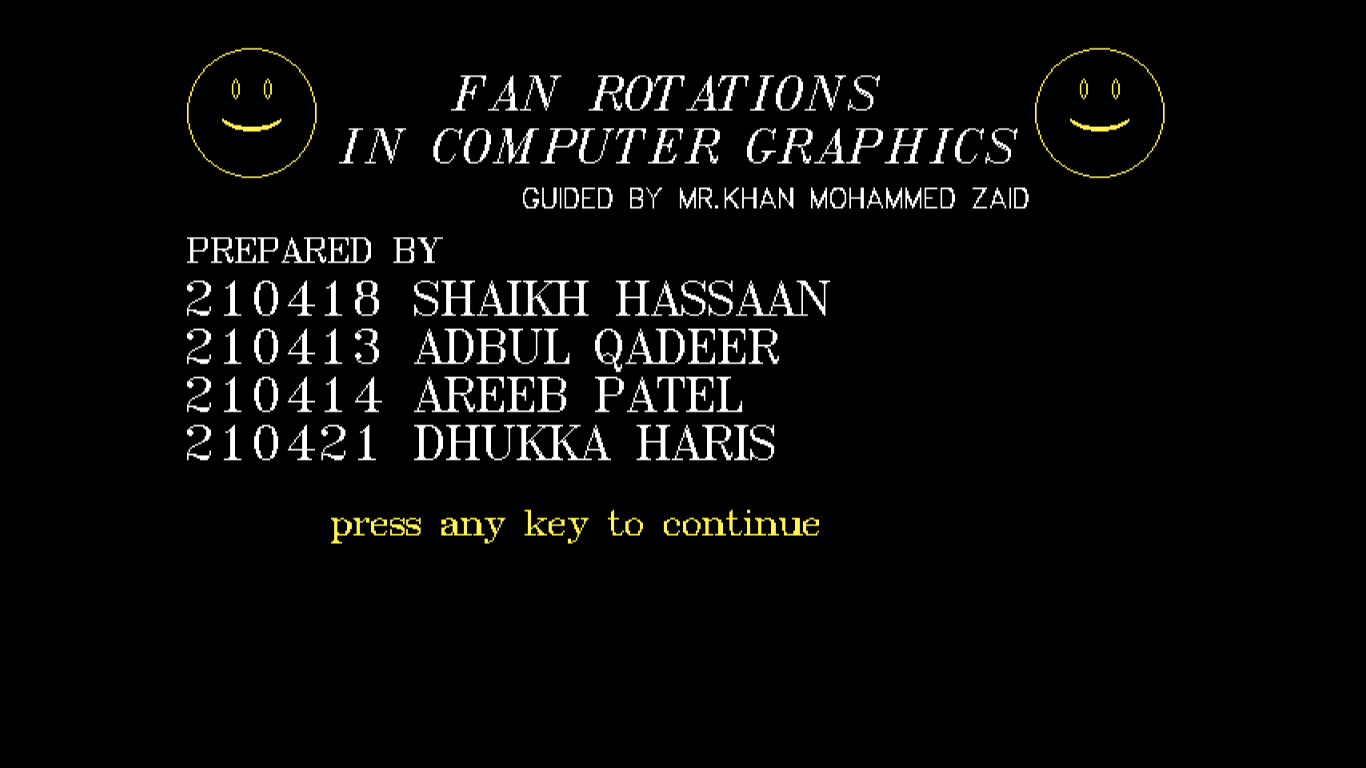 FAN ROTATIONS
IN COMPUTER GRAPHICS
GUIDED BY MR.KHAN MOHAMMED ZAID
PREPARED BY
210418 SHAIKH HASSAAN
210413 ADBUL QADEER
210414 AREEB PATEL
210421 DHUKKA HARIS
press any key to continue